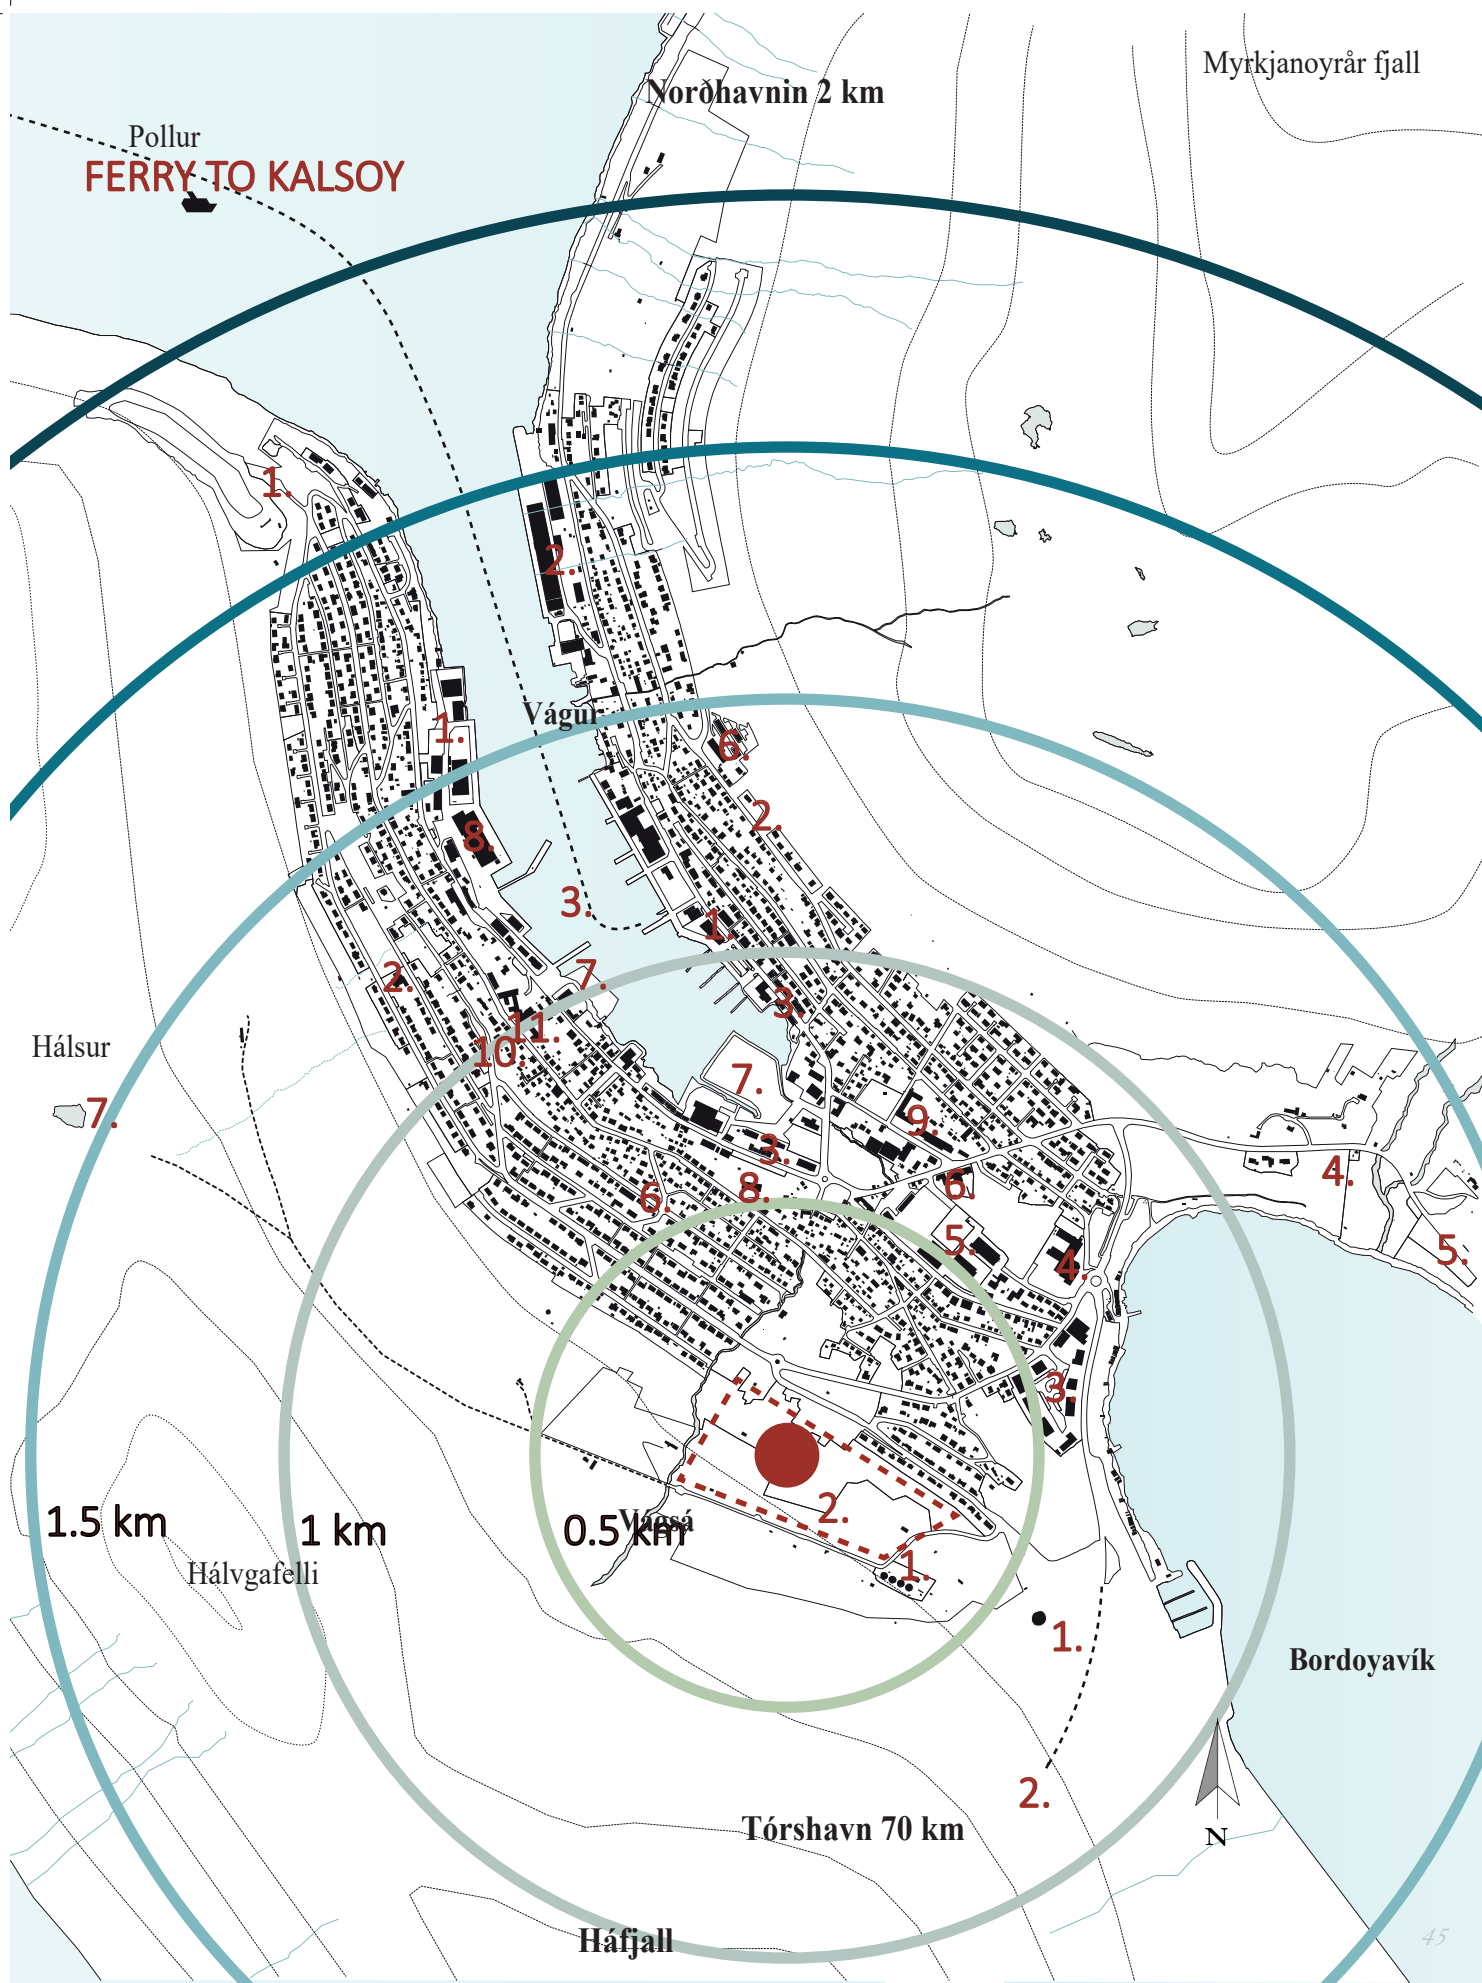 Myrkjanoyrár fjall
Norðhavnin 2 km
Pollur
FERRY TO KALSOY
1.
2.
Vágur
1.
6.
2.
8.
3.
1.
2.
7.
3.
11.
10.
Hálsur
7.
7.
9.
3.
4.
8.
6.
6.
5.
5.
4.
3.
2.
1.5 km
1 km
0.5 km
Vágsá
1.
Hálvgafelli
1.
Bordoyavík
2.
Tórshavn 70 km
N
Háfjall
45